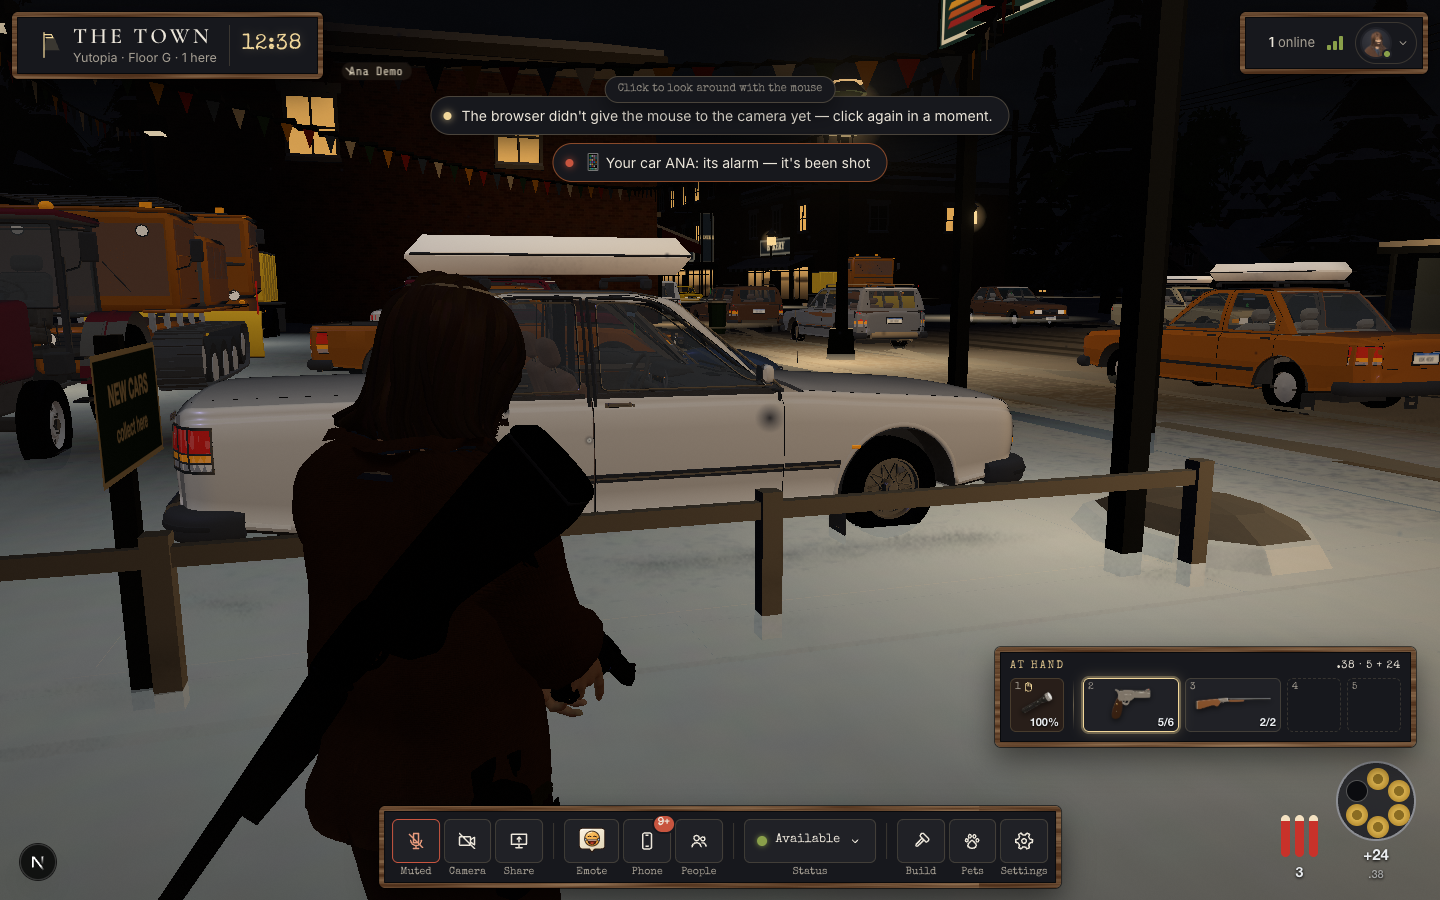 THE TOWN
Yutopia · Floor G · 1 here
12:38
1 online
Ana Demo
Click to look around with the mouse
The browser didn't give the mouse to the camera yet — click again in a moment.
Your car ANA: its alarm — it's been shot
NEW CARS
collect here
AT HAND
.38 · 5 + 24
1
100%
2
5/6
3
2/2
4
5
9+
Muted
Camera
Share
Emote
Phone
People
Available
Status
Build
Pets
Settings
N
3
+24
.38